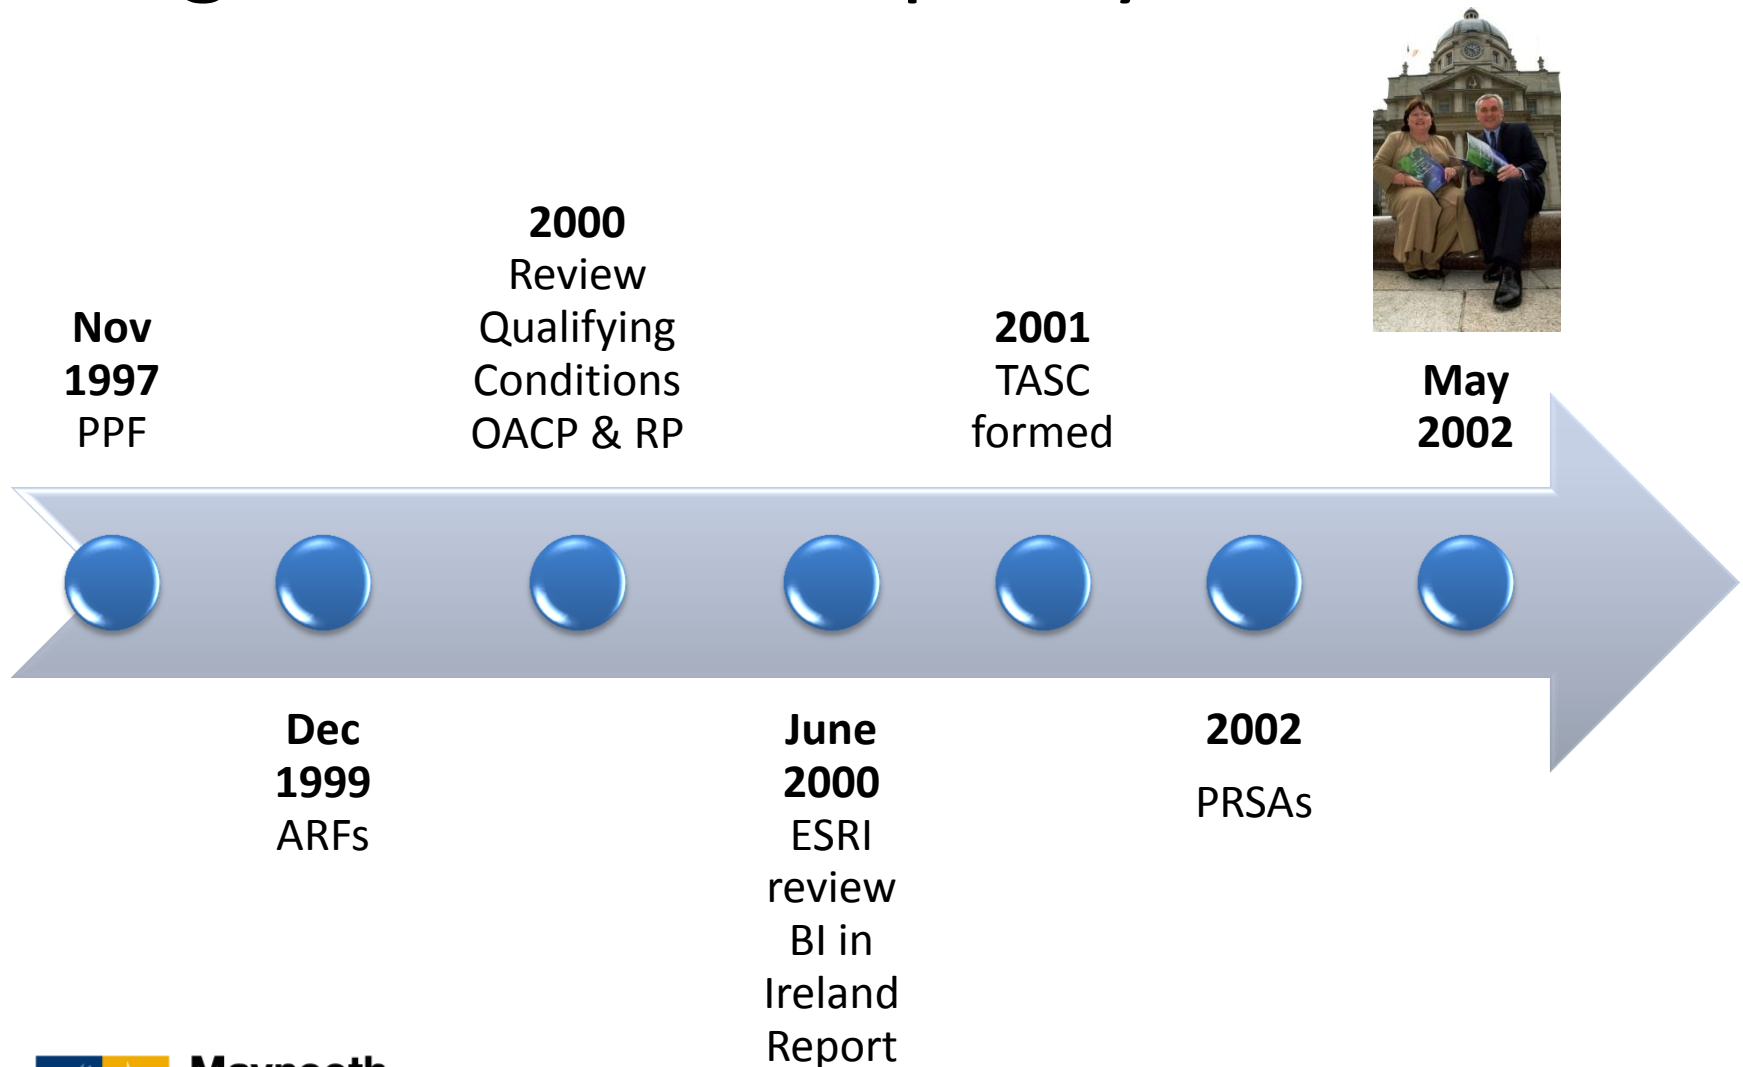 Nov
1997
PPF
Dec
1999
ARFs
2000
Review
Qualifying
Conditions
OACP & RP
June
2000
ESRI
review
BI in
Ireland
Report
2001
TASC
formed
2002
PRSAs
May
2002